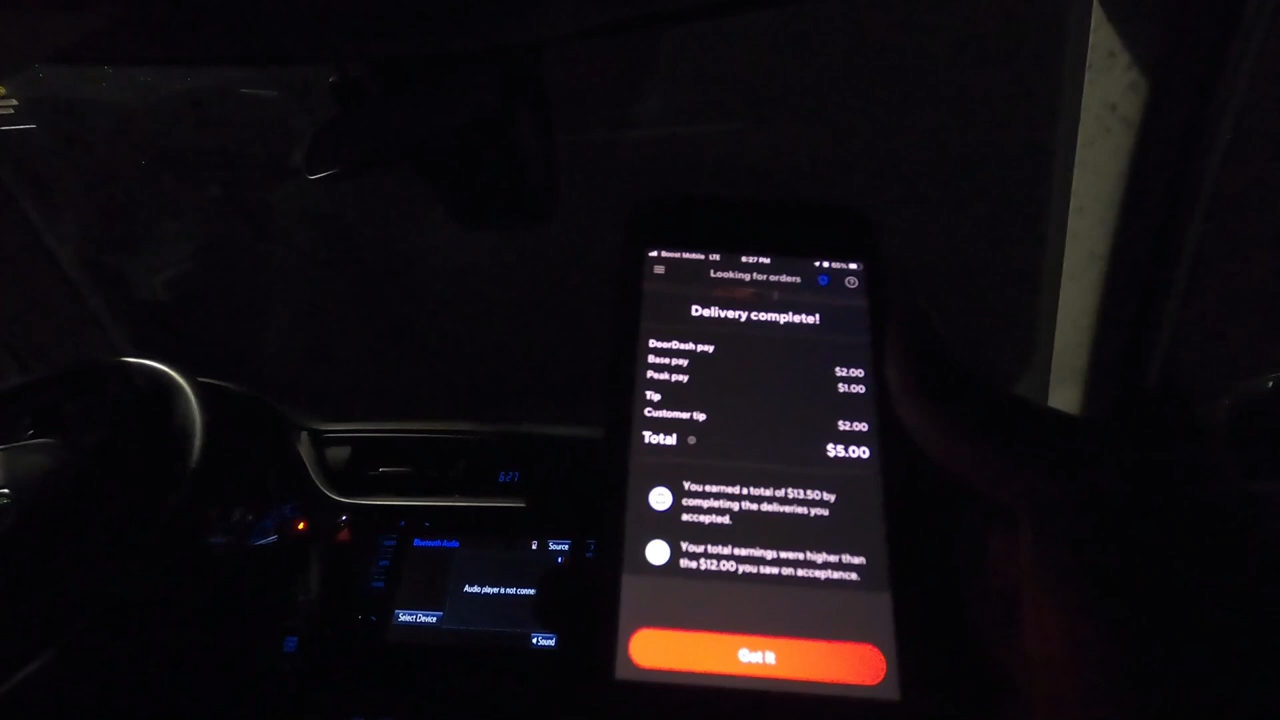 Boost Mobile LTE 6:27 PM 65%
Looking for orders
Delivery complete!
DoorDash pay
Base pay $2.00
Peak pay $1.00
Tip
Customer tip $2.00
Total $5.00
You earned a total of $13.50 by
completing the deliveries you
accepted.
Your total earnings were higher than
the $12.00 you saw on acceptance.
Got it
6:27
Bluetooth Audio
Source
Audio player is not conne
Select Device
Sound